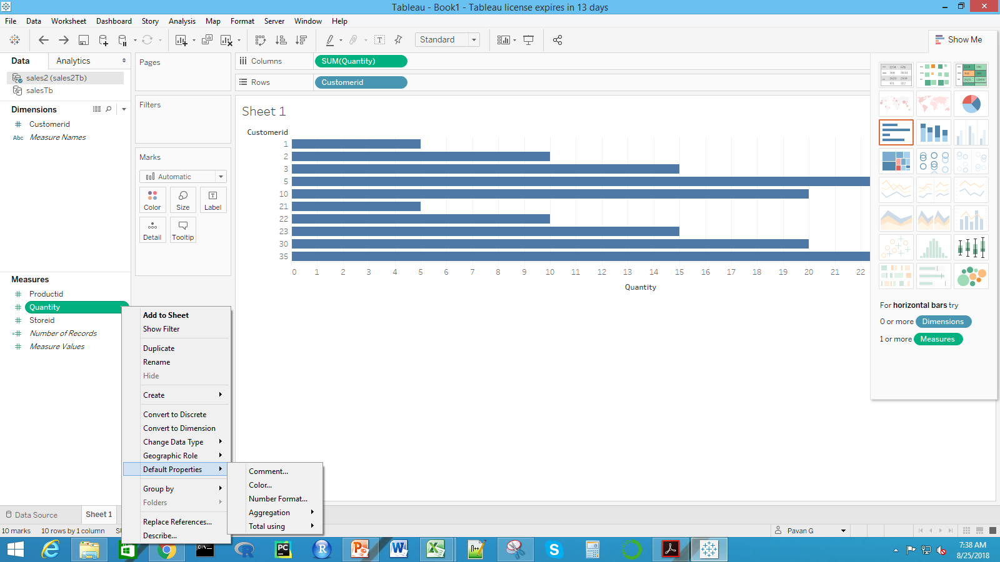 Tableau - Book1 - Tableau license expires in 13 days
File Data Worksheet Dashboard Story Analysis Map Format Server Window Help
Standard
Show Me
Data Analytics
sales2 (sales2Tb)
salesTb
Dimensions
Customerid
Abc Measure Names
Measures
Productid
Quantity
Storeid
Number of Records
Measure Values
Pages
Filters
Marks
Automatic
Color Size Label
Detail Tooltip
Columns SUM(Quantity)
Rows Customerid
Sheet 1
Customerid
1
2
3
5
10
21
22
23
30
35
0 1 2 3 4 5 6 7 8 9 10 11 12 13 14 15 16 17 18 19 20 21 22
Quantity
For horizontal bars try
0 or more Dimensions
1 or more Measures
Add to Sheet
Show Filter
Duplicate
Rename
Hide
Create
Convert to Discrete
Convert to Dimension
Change Data Type
Geographic Role
Default Properties
Group by
Folders
Replace References...
Describe...
Comment...
Color...
Number Format...
Aggregation
Total using
Data Source Sheet 1
10 marks 10 rows by 1 column
Pavan G
7:38 AM
8/25/2018